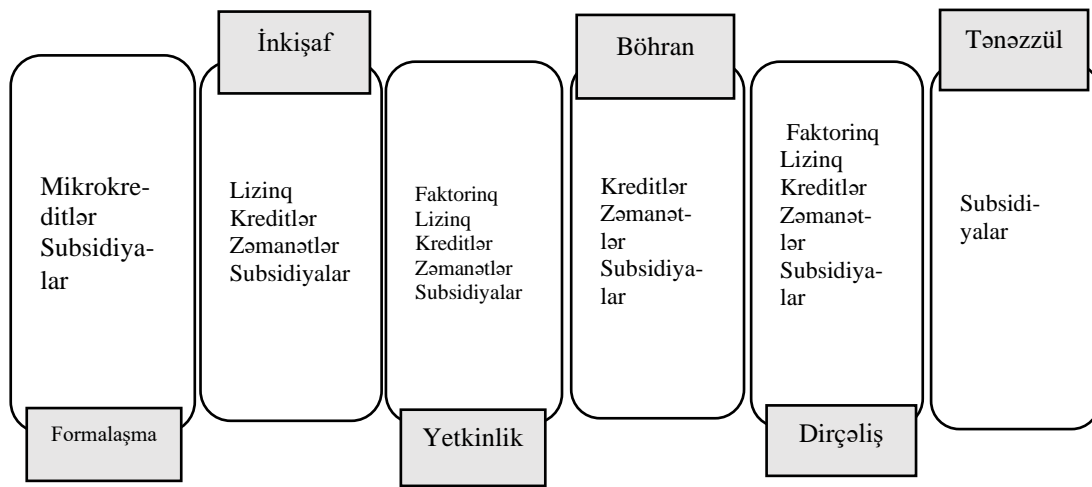 Formalaşma
Mikrokre-
ditlər
Subsidiya-
lar
İnkişaf
Lizinq
Kreditlər
Zəmanətlər
Subsidiyalar
Yetkinlik
Faktorinq
Lizinq
Kreditlər
Zəmanətlər
Subsidiyalar
Böhran
Kreditlər
Zəmanət-
lər
Subsidiya-
lar
Dirçəliş
Faktorinq
Lizinq
Kreditlər
Zəmanət-
lər
Subsidiya-
lar
Tənəzzül
Subsidi-
yalar